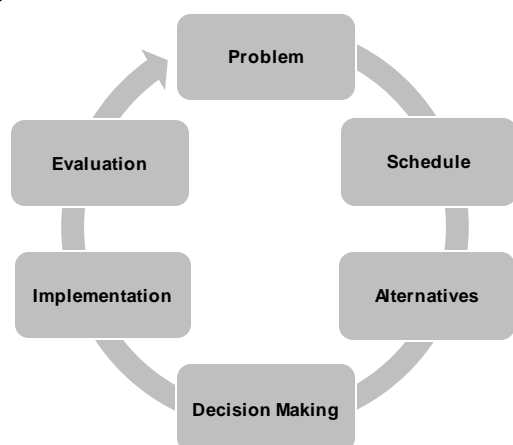 Problem
Schedule
Alternatives
Decision Making
Implementation
Evaluation